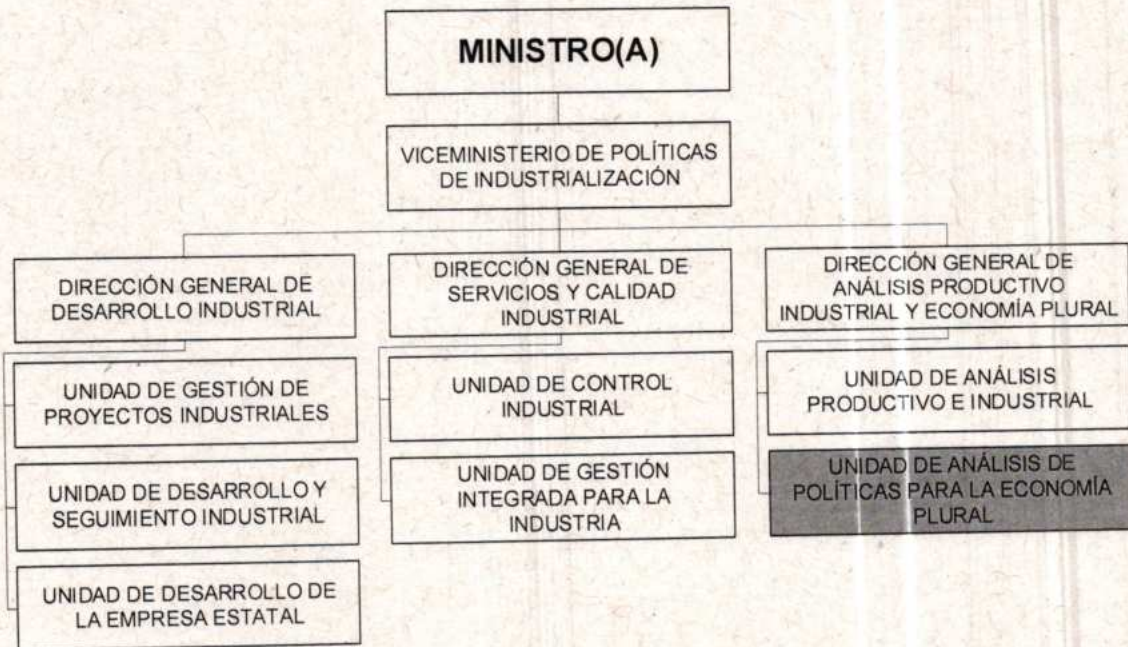 MINISTRO(A)
VICEMINISTERIO DE POLÍTICAS
DE INDUSTRIALIZACIÓN
DIRECCIÓN GENERAL DE
DESARROLLO INDUSTRIAL
UNIDAD DE GESTIÓN DE
PROYECTOS INDUSTRIALES
UNIDAD DE DESARROLLO Y
SEGUIMIENTO INDUSTRIAL
UNIDAD DE DESARROLLO DE
LA EMPRESA ESTATAL
DIRECCIÓN GENERAL DE
SERVICIOS Y CALIDAD
INDUSTRIAL
UNIDAD DE CONTROL
INDUSTRIAL
UNIDAD DE GESTIÓN
INTEGRADA PARA LA
INDUSTRIA
DIRECCIÓN GENERAL DE
ANÁLISIS PRODUCTIVO
INDUSTRIAL Y ECONOMÍA PLURAL
UNIDAD DE ANÁLISIS
PRODUCTIVO E INDUSTRIAL
UNIDAD DE ANÁLISIS DE
POLÍTICAS PARA LA ECONOMÍA
PLURAL